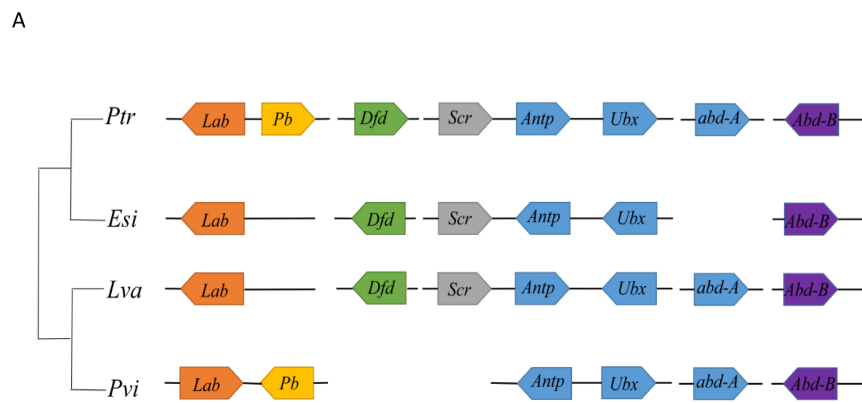 A
Ptr Lab Pb Dfd Scr Antp Ubx abd-A Abd-B
Esi Lab Dfd Scr Antp Ubx Abd-B
Lva Lab Dfd Scr Antp Ubx abd-A Abd-B
Pvi Lab Pb Antp Ubx abd-A Abd-B